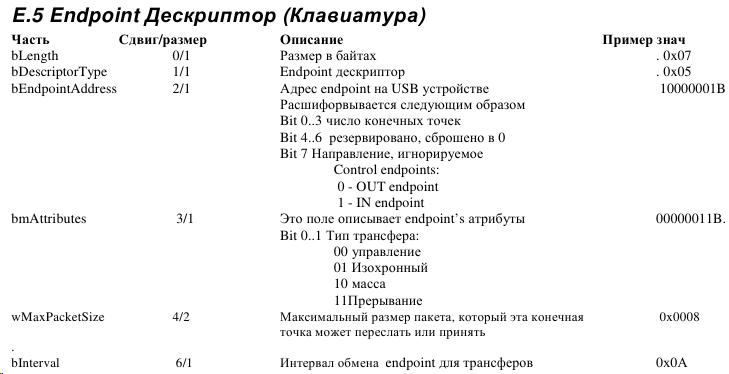 E.5 Endpoint Дескриптор (Клавиатура)
Часть Сдвиг/размер Описание Пример знач
bLength 0/1 Размер в байтах . 0x07
bDescriptorType 1/1 Endpoint дескриптор . 0x05
bEndpointAddress 2/1 Адрес endpoint на USB устройстве 10000001B
Расшифорвывается следующим образом
Bit 0..3 число конечных точек
Bit 4..6 резервировано, сброшено в 0
Bit 7 Направление, игнорируемое
Control endpoints:
0 - OUT endpoint
1 - IN endpoint
bmAttributes 3/1 Это поле описывает endpoint's атрибуты 00000011B.
Bit 0..1 Тип трансфера:
00 управление
01 Изохронный
10 масса
11Прерывание
wMaxPacketSize 4/2 Максимальный размер пакета, который эта конечная 0x0008
точка может переслать или принять
.
bInterval 6/1 Интервал обмена endpoint для трансферов 0x0A